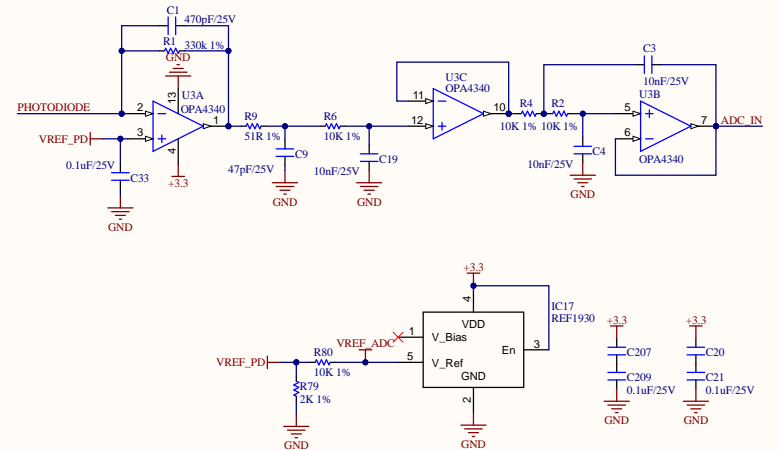 C1
470pF/25V
R1
330k 1%
GND
U3A
OPA4340
13
PHOTODIODE
2
1
VREF_PD
3
4
+3.3
0.1uF/25V
C33
GND
R9
51R 1%
C9
47pF/25V
GND
R6
10K 1%
C19
10nF/25V
GND
U3C
OPA4340
11
10
12
R4
10K 1%
R2
10K 1%
C3
10nF/25V
C4
10nF/25V
GND
U3B
5
7
6
OPA4340
ADC_IN
+3.3
IC17
REF1930
4
VDD
VREF_ADC
1
V_Bias
En
3
VREF_PD
R80
10K 1%
5
V_Ref
GND
2
GND
R79
2K 1%
GND
+3.3
C207
C209
0.1uF/25V
GND
+3.3
C20
C21
0.1uF/25V
GND